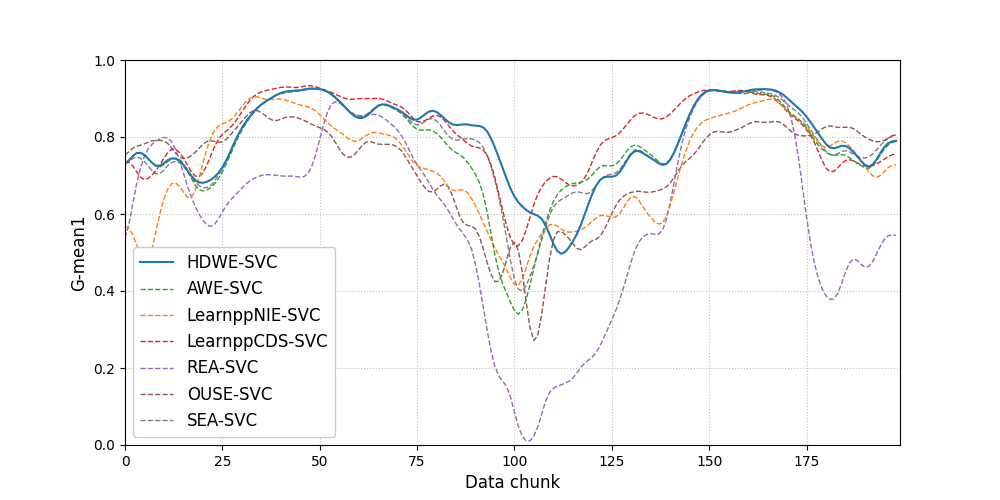 1.0
0.8
0.6
0.4
0.2
0.0
G-mean1
HDWE-SVC
AWE-SVC
LearnppNIE-SVC
LearnppCDS-SVC
REA-SVC
OUSE-SVC
SEA-SVC
0 25 50 75 100 125 150 175
Data chunk